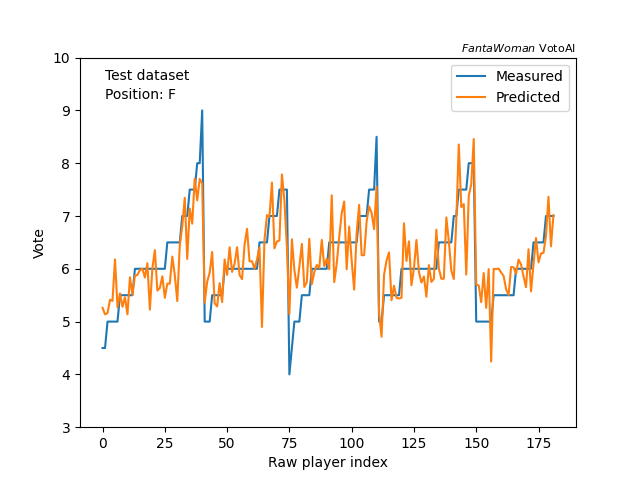 FantaWoman VotoAI
Test dataset
Position: F
Measured
Predicted
Vote
10
9
8
7
6
5
4
3
0 25 50 75 100 125 150 175
Raw player index